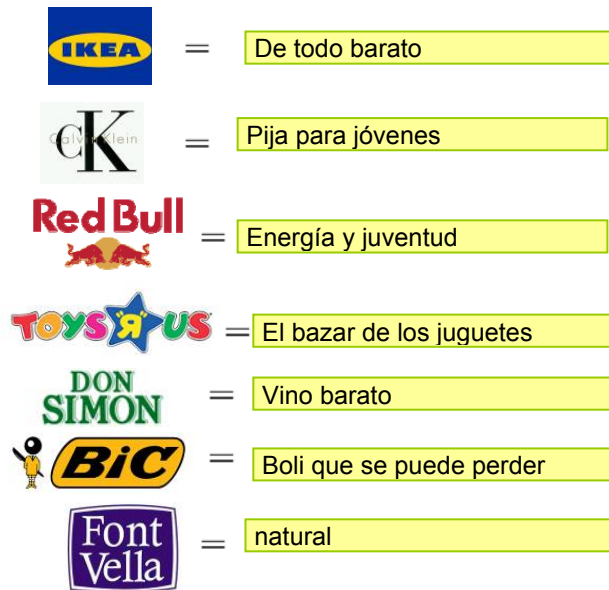 IKEA = De todo barato
cK Calvin Klein = Pija para jóvenes
Red Bull = Energía y juventud
TOYS "Я" US = El bazar de los juguetes
DON
SIMON = Vino barato
BiC = Boli que se puede perder
Font
Vella = natural